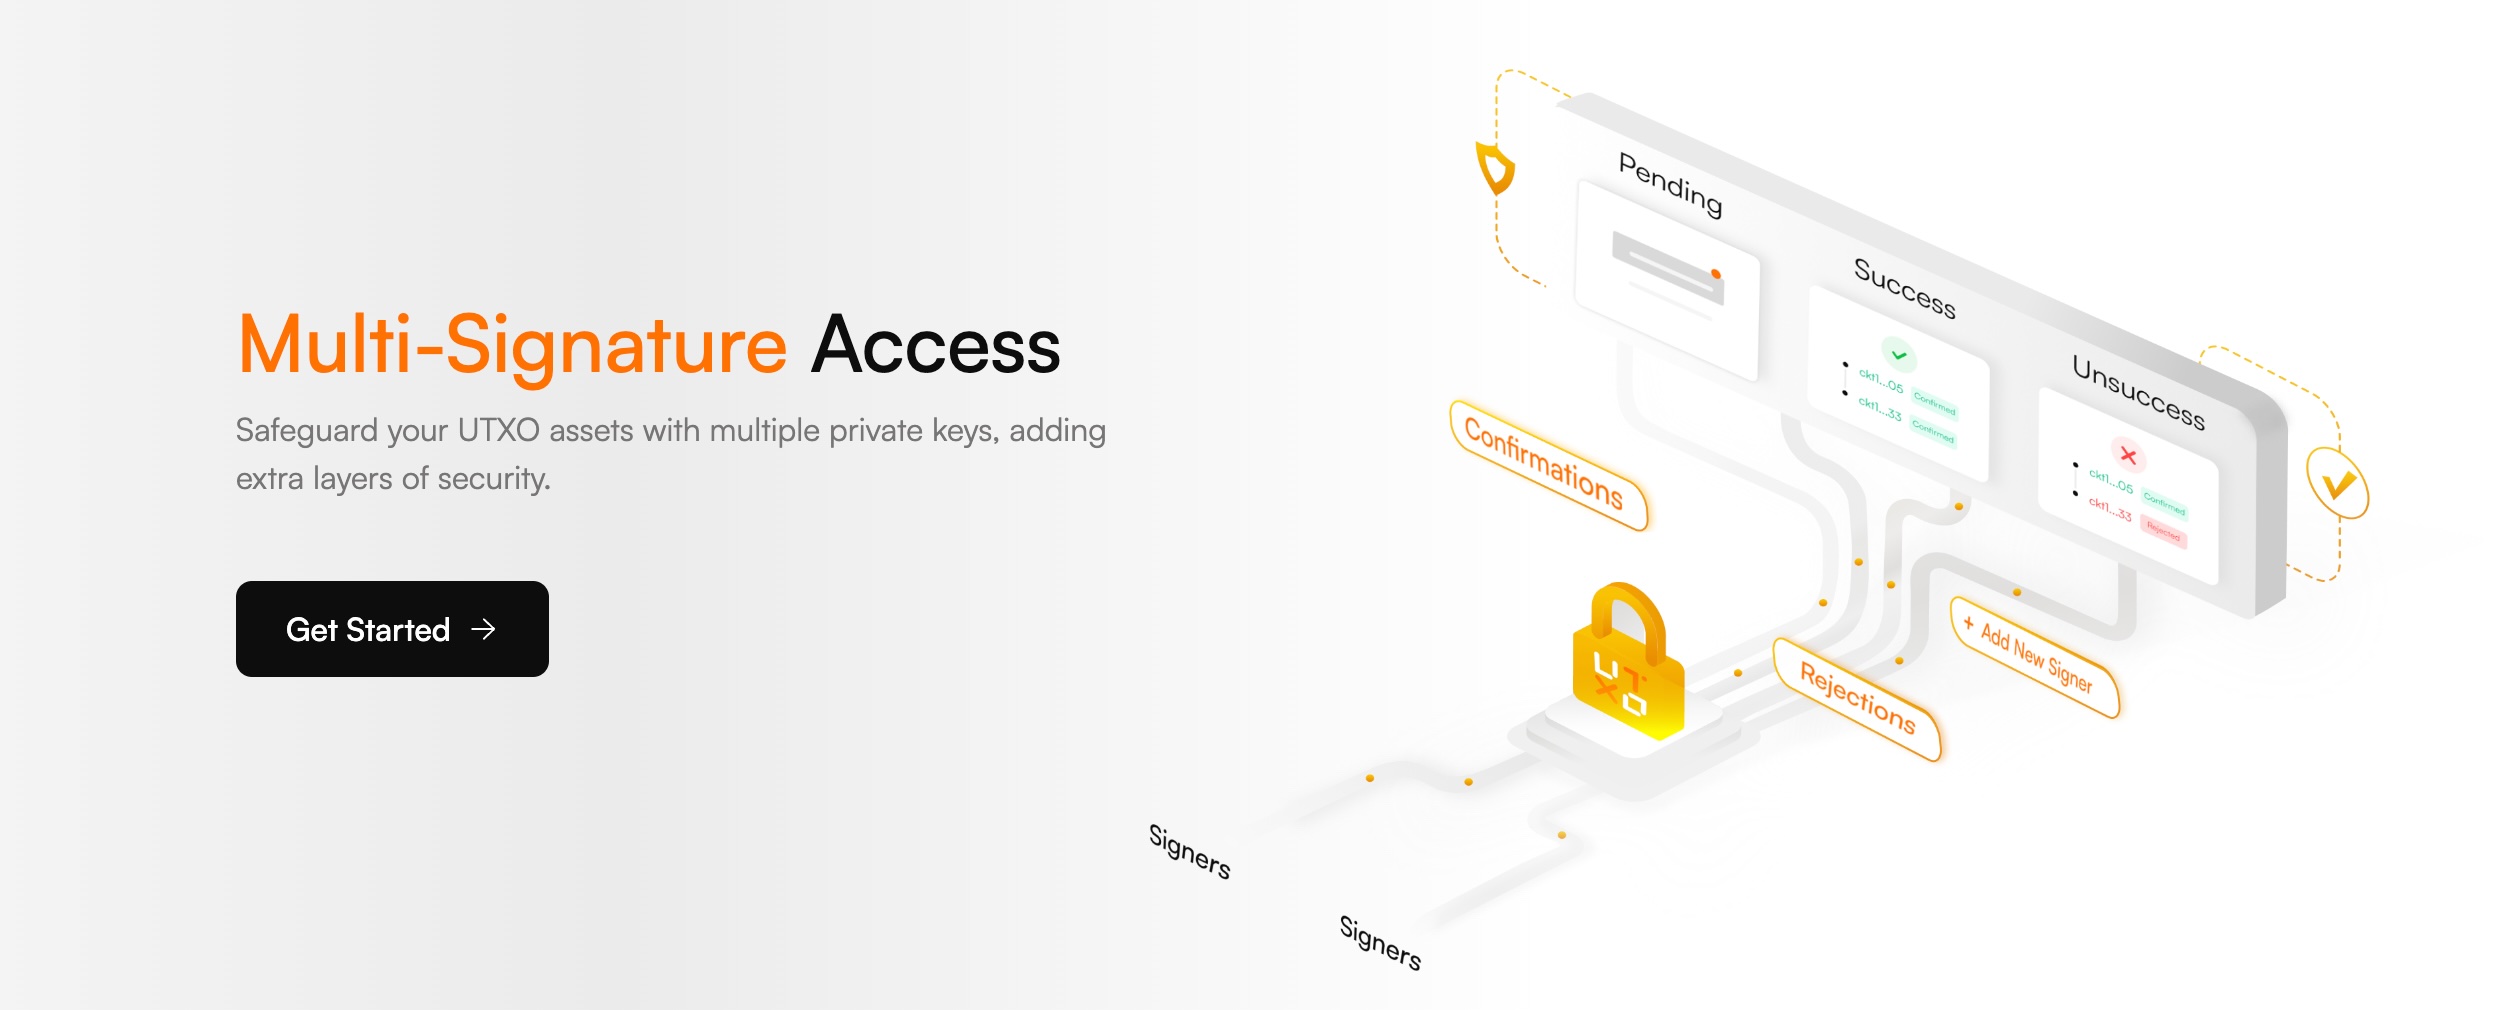 Multi-Signature Access
Safeguard your UTXO assets with multiple private keys, adding
extra layers of security.
Get Started
Pending
Success
ckt1...05 Confirmed
ckt1...33 Confirmed
Unsuccess
ckt1...05 Confirmed
ckt1...33 Rejected
Confirmations
+ Add New Signer
Rejections
UT
XO
Signers
Signers